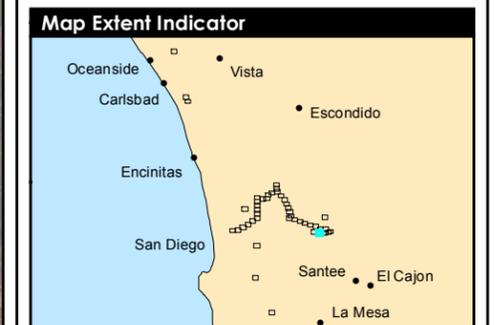 Map Extent Indicator
Oceanside
Vista
Carlsbad
Escondido
Encinitas
San Diego
Santee
El Cajon
La Mesa